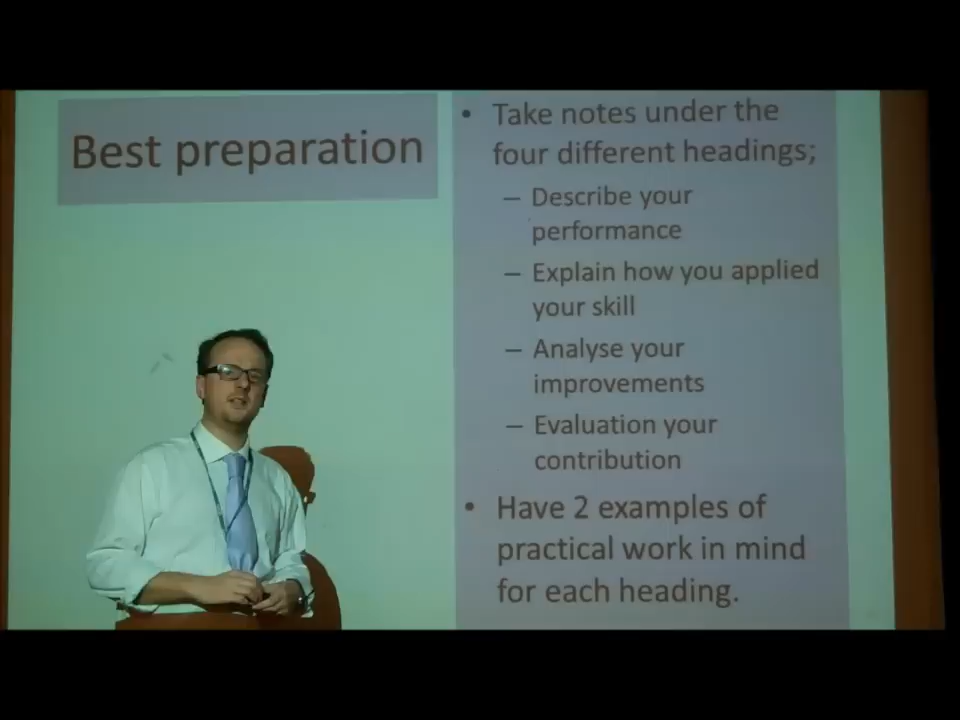 Best preparation
• Take notes under the
four different headings;
– Describe your
performance
– Explain how you applied
your skill
– Analyse your
improvements
– Evaluation your
contribution
• Have 2 examples of
practical work in mind
for each heading.